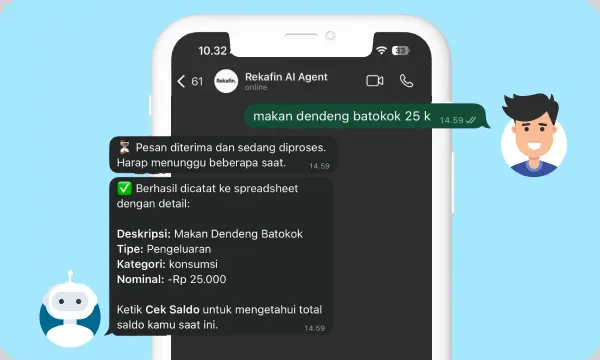 10.32
33
61
Rekafin.
Rekafin AI Agent
online
makan dendeng batokok 25 k
14.59
⏳ Pesan diterima dan sedang diproses.
Harap menunggu beberapa saat.
14.59
✅ Berhasil dicatat ke spreadsheet
dengan detail:
Deskripsi: Makan Dendeng Batokok
Tipe: Pengeluaran
Kategori: konsumsi
Nominal: -Rp 25.000
Ketik Cek Saldo untuk mengetahui total
saldo kamu saat ini.
14.59